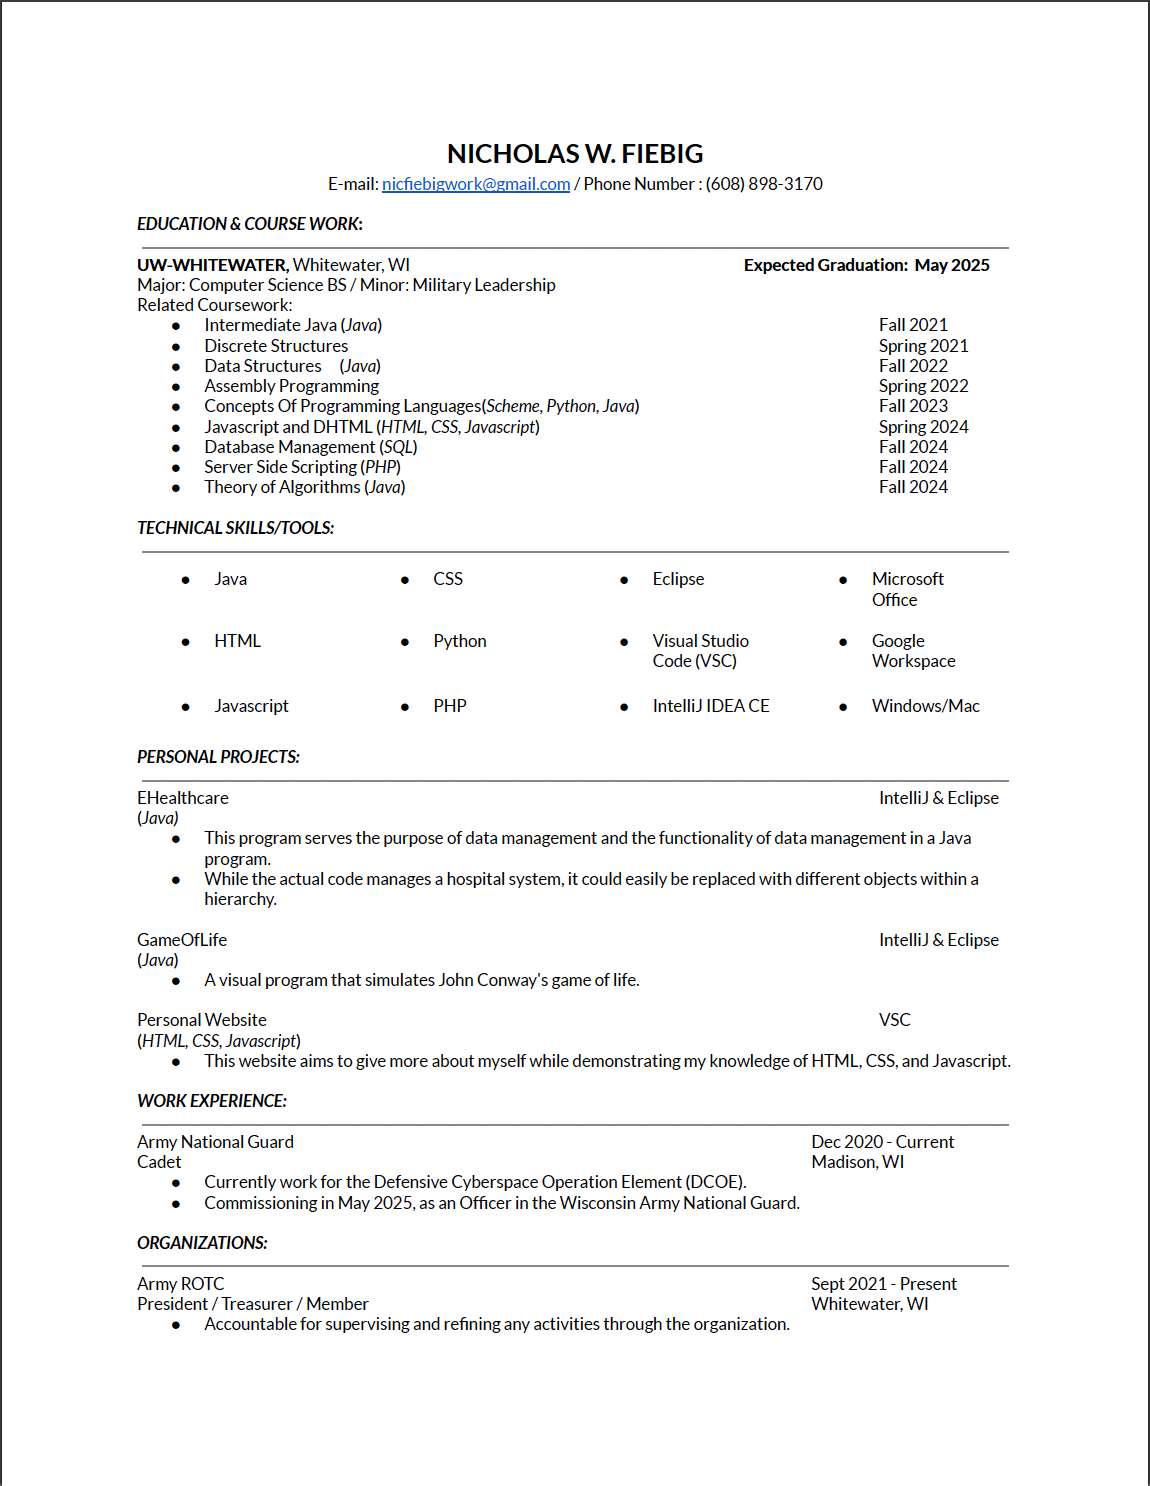 NICHOLAS W. FIEBIG
E-mail: nicfiebigwork@gmail.com / Phone Number : (608) 898-3170
EDUCATION & COURSE WORK:
UW-WHITEWATER, Whitewater, WI Expected Graduation: May 2025
Major: Computer Science BS / Minor: Military Leadership
Related Coursework:
● Intermediate Java (Java) Fall 2021
● Discrete Structures Spring 2021
● Data Structures (Java) Fall 2022
● Assembly Programming Spring 2022
● Concepts Of Programming Languages(Scheme, Python, Java) Fall 2023
● Javascript and DHTML (HTML, CSS, Javascript) Spring 2024
● Database Management (SQL) Fall 2024
● Server Side Scripting (PHP) Fall 2024
● Theory of Algorithms (Java) Fall 2024
TECHNICAL SKILLS/TOOLS:
● Java ● CSS ● Eclipse ● Microsoft
Office
● HTML ● Python ● Visual Studio ● Google
Code (VSC) Workspace
● Javascript ● PHP ● IntelliJ IDEA CE ● Windows/Mac
PERSONAL PROJECTS:
EHealthcare IntelliJ & Eclipse
(Java)
● This program serves the purpose of data management and the functionality of data management in a Java
program.
● While the actual code manages a hospital system, it could easily be replaced with different objects within a
hierarchy.
GameOfLife IntelliJ & Eclipse
(Java)
● A visual program that simulates John Conway's game of life.
Personal Website VSC
(HTML, CSS, Javascript)
● This website aims to give more about myself while demonstrating my knowledge of HTML, CSS, and Javascript.
WORK EXPERIENCE:
Army National Guard Dec 2020 - Current
Cadet Madison, WI
● Currently work for the Defensive Cyberspace Operation Element (DCOE).
● Commissioning in May 2025, as an Officer in the Wisconsin Army National Guard.
ORGANIZATIONS:
Army ROTC Sept 2021 - Present
President / Treasurer / Member Whitewater, WI
● Accountable for supervising and refining any activities through the organization.